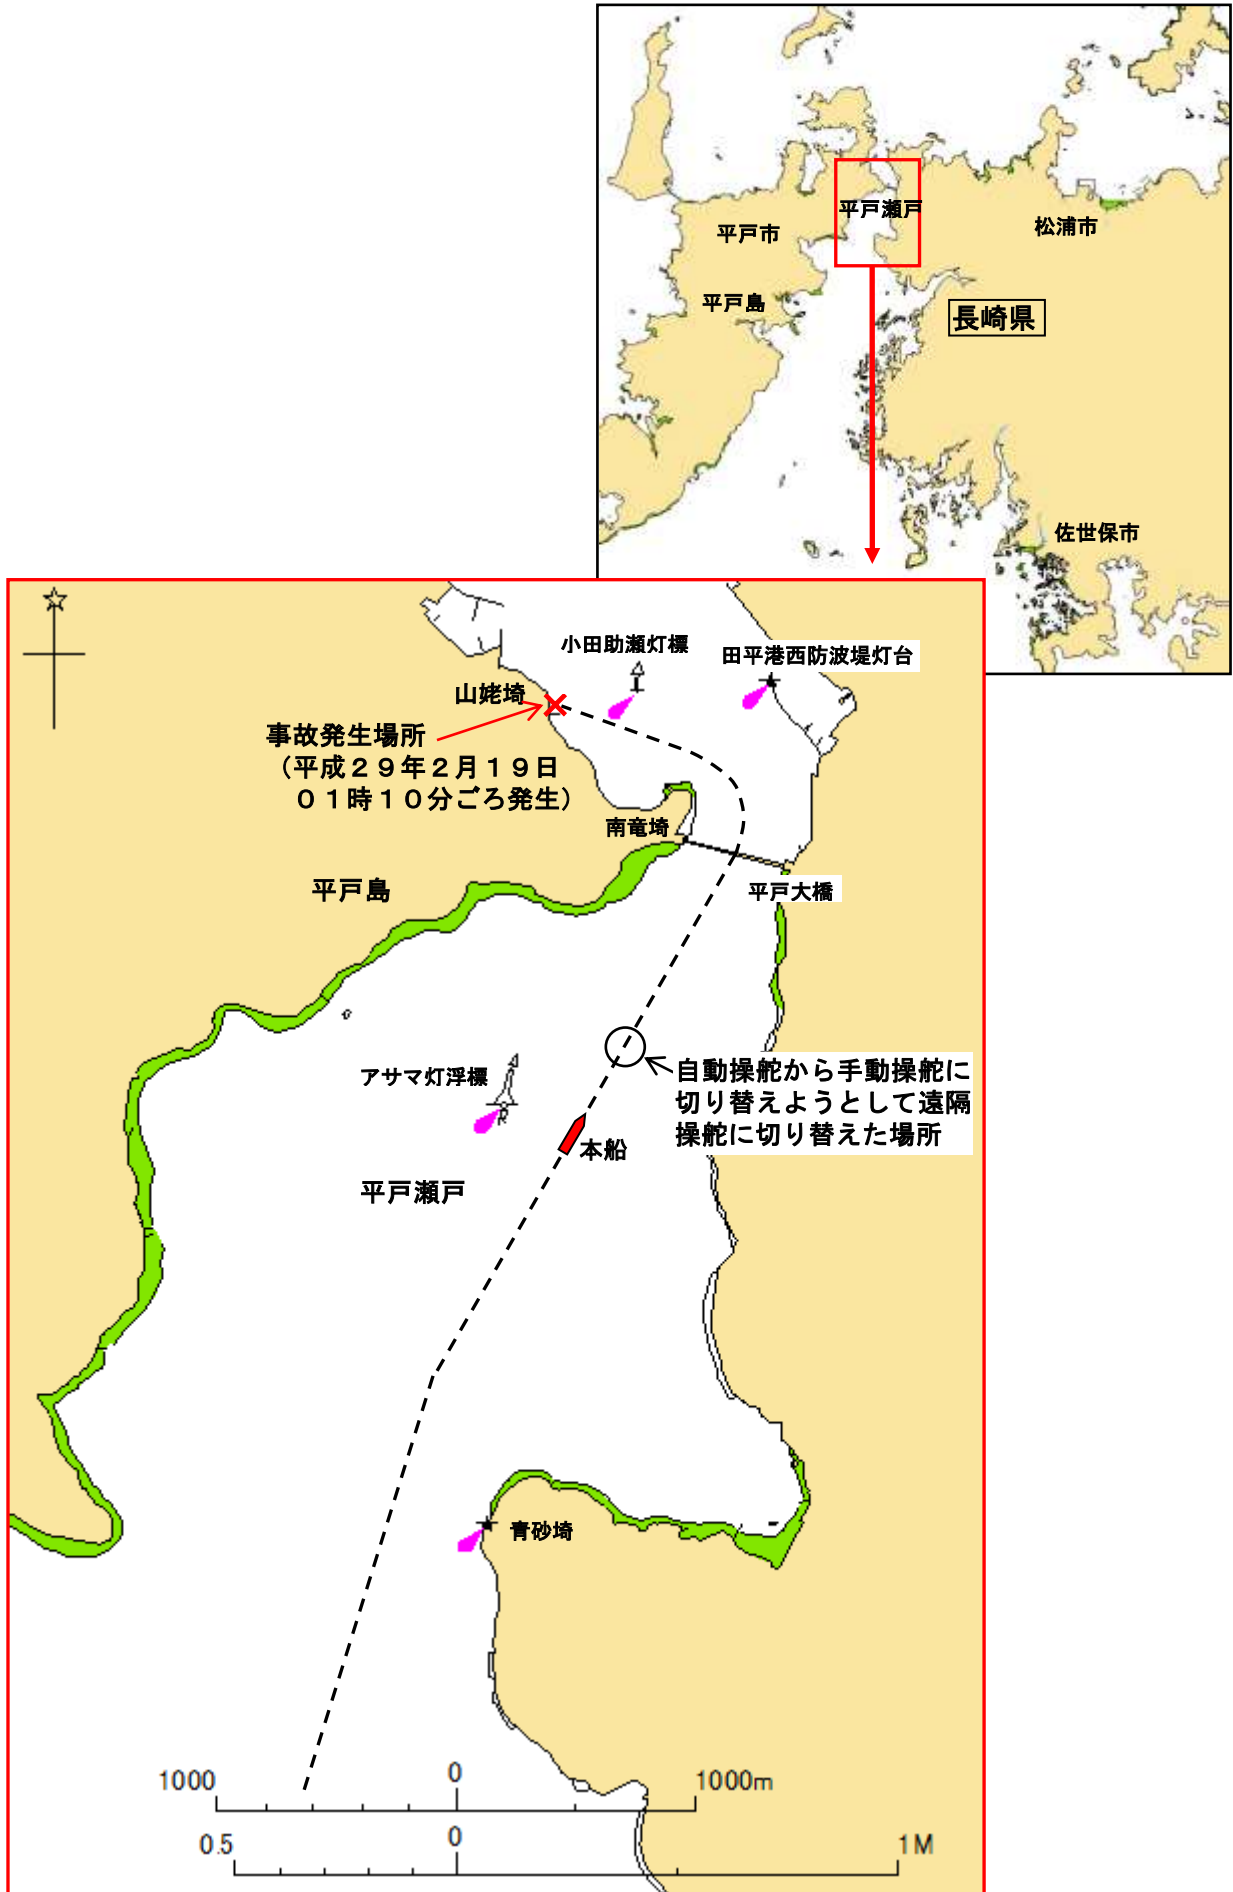 平戸瀬戸
平戸市
松浦市
平戸島
長崎県
佐世保市
小田助瀬灯標
田平港西防波堤灯台
山姥埼
事故発生場所
(平成29年2月19日
01時10分ごろ発生)
南竜埼
平戸島
平戸大橋
アサマ灯浮標
R
自動操舵から手動操舵に
切り替えようとして遠隔
操舵に切り替えた場所
本船
平戸瀬戸
青砂埼
1000 0 1000m
0.5 0 1M